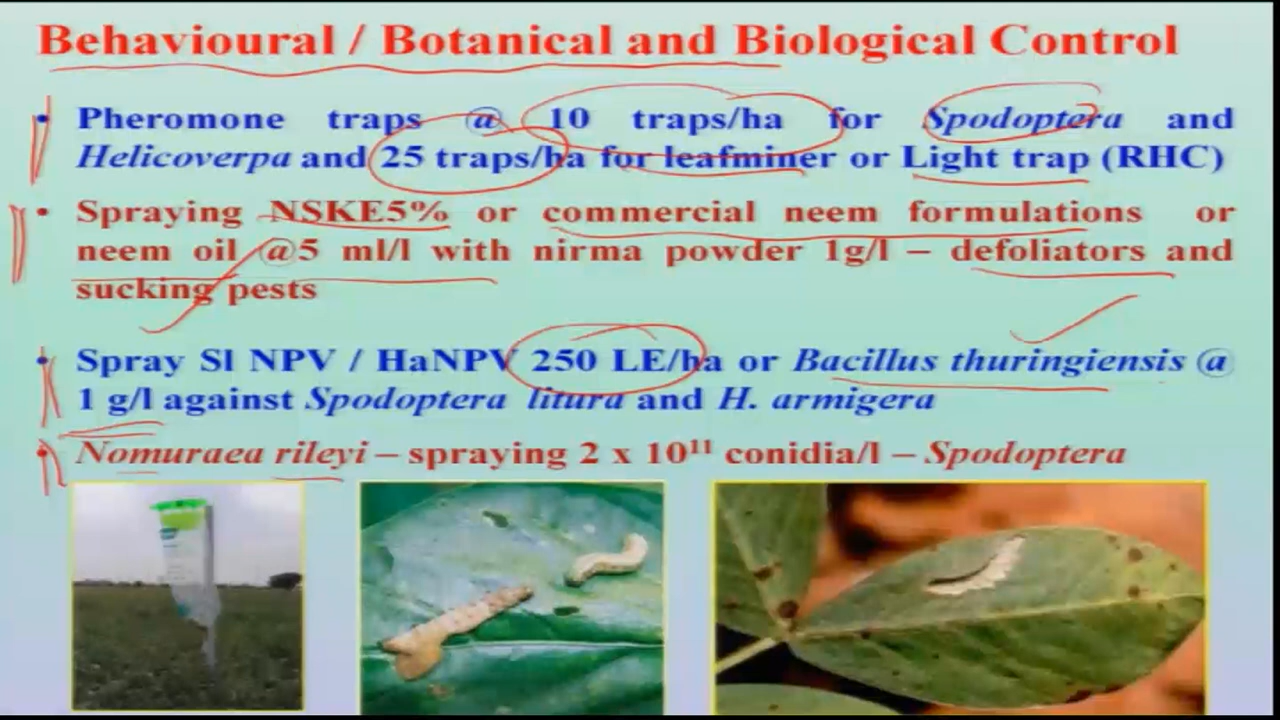 Behavioural / Botanical and Biological Control
• Pheromone traps @ 10 traps/ha for Spodoptera and
Helicoverpa and 25 traps/ha for leafminer or Light trap (RHC)
• Spraying NSKE5% or commercial neem formulations or
neem oil @5 ml/l with nirma powder 1g/l – defoliators and
sucking pests
• Spray Sl NPV / HaNPV 250 LE/ha or Bacillus thuringiensis @
1 g/l against Spodoptera litura and H. armigera
• Nomuraea rileyi – spraying 2 x 10¹¹ conidia/l – Spodoptera